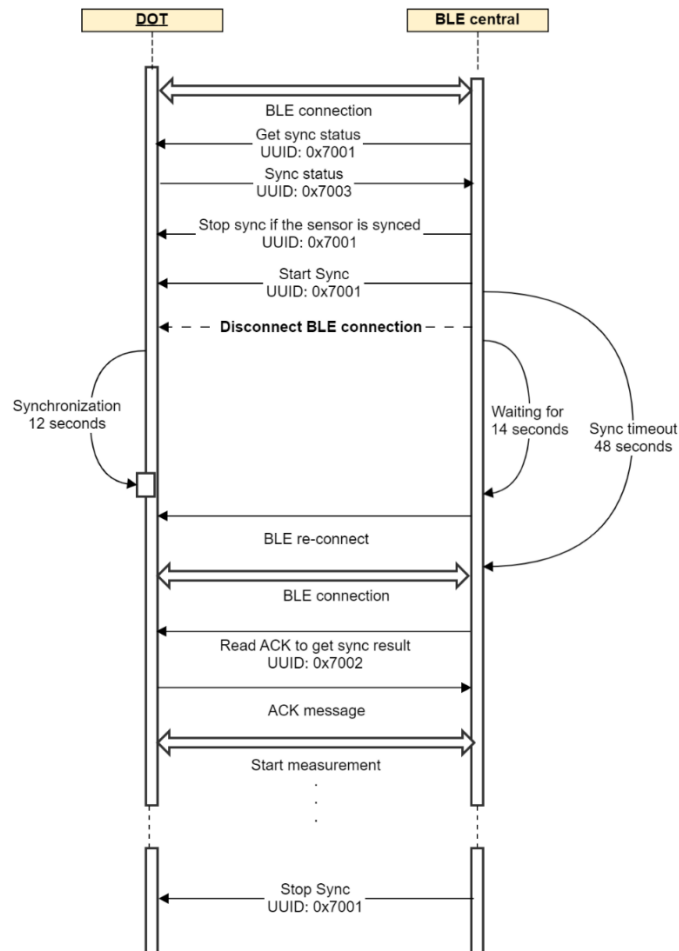 DOT
BLE central
BLE connection
Get sync status
UUID: 0x7001
Sync status
UUID: 0x7003
Stop sync if the sensor is synced
UUID: 0x7001
Start Sync
UUID: 0x7001
Disconnect BLE connection
Synchronization
12 seconds
Waiting for
14 seconds
Sync timeout
48 seconds
BLE re-connect
BLE connection
Read ACK to get sync result
UUID: 0x7002
ACK message
Start measurement
.
.
.
Stop Sync
UUID: 0x7001